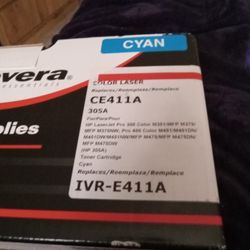 CYAN
vera
essentials
COLOR LASER
Replaces/Reemplaza/Remplace
CE411A
305A
For/Para/Pour
HP LaserJet Pro 300 Color M351/MFP M375/
MFP M375NW, Pro 400 Color M451/M451DN/
M451DW/M451NW/MFP M475/MFP M475DN/
MFP M475DW
(HP 305A)
Toner Cartridge
Cyan
Replaces/Reemplaza/Remplace
IVR-E411A
plies